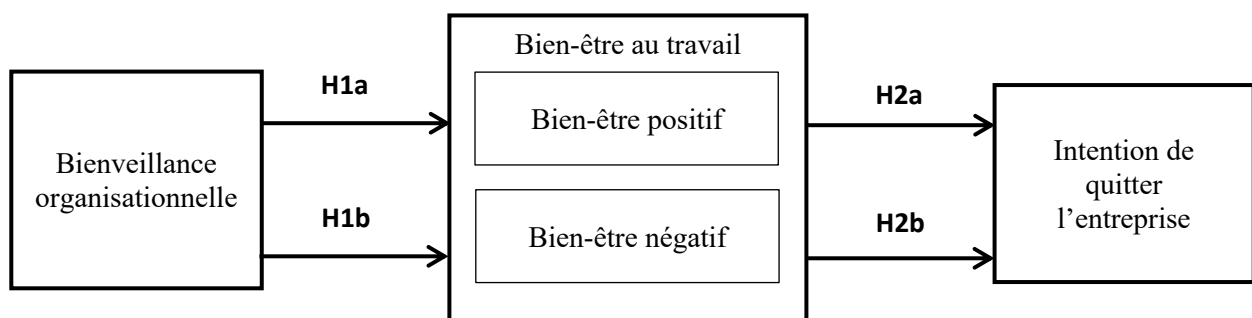 Bien-être au travail
H1a
H2a
Bien-être positif
Bienveillance
organisationnelle
Intention de
quitter
l’entreprise
H1b
H2b
Bien-être négatif